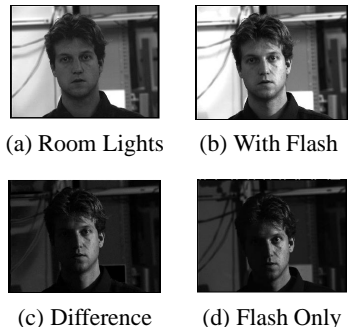 (a) Room Lights
(b) With Flash
(c) Difference
(d) Flash Only